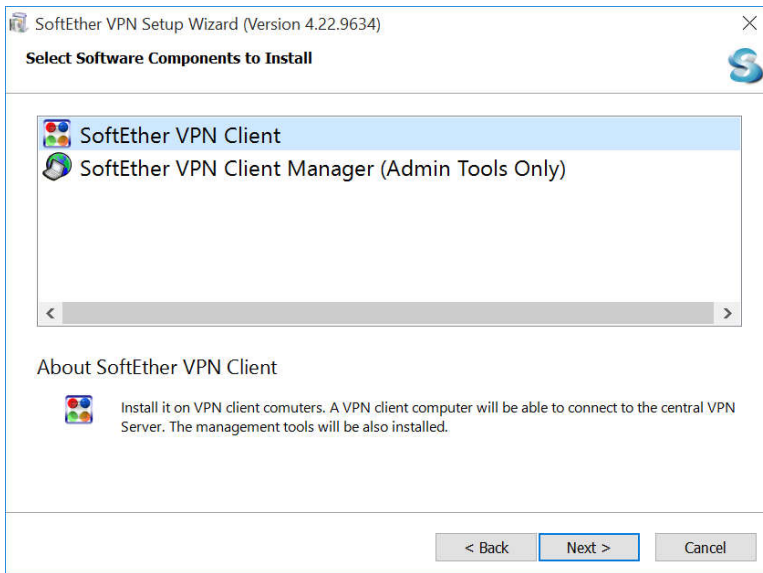 SoftEther VPN Setup Wizard (Version 4.22.9634)
Select Software Components to Install
SoftEther VPN Client
SoftEther VPN Client Manager (Admin Tools Only)
About SoftEther VPN Client
Install it on VPN client comuters. A VPN client computer will be able to connect to the central VPN
Server. The management tools will be also installed.
< Back
Next >
Cancel